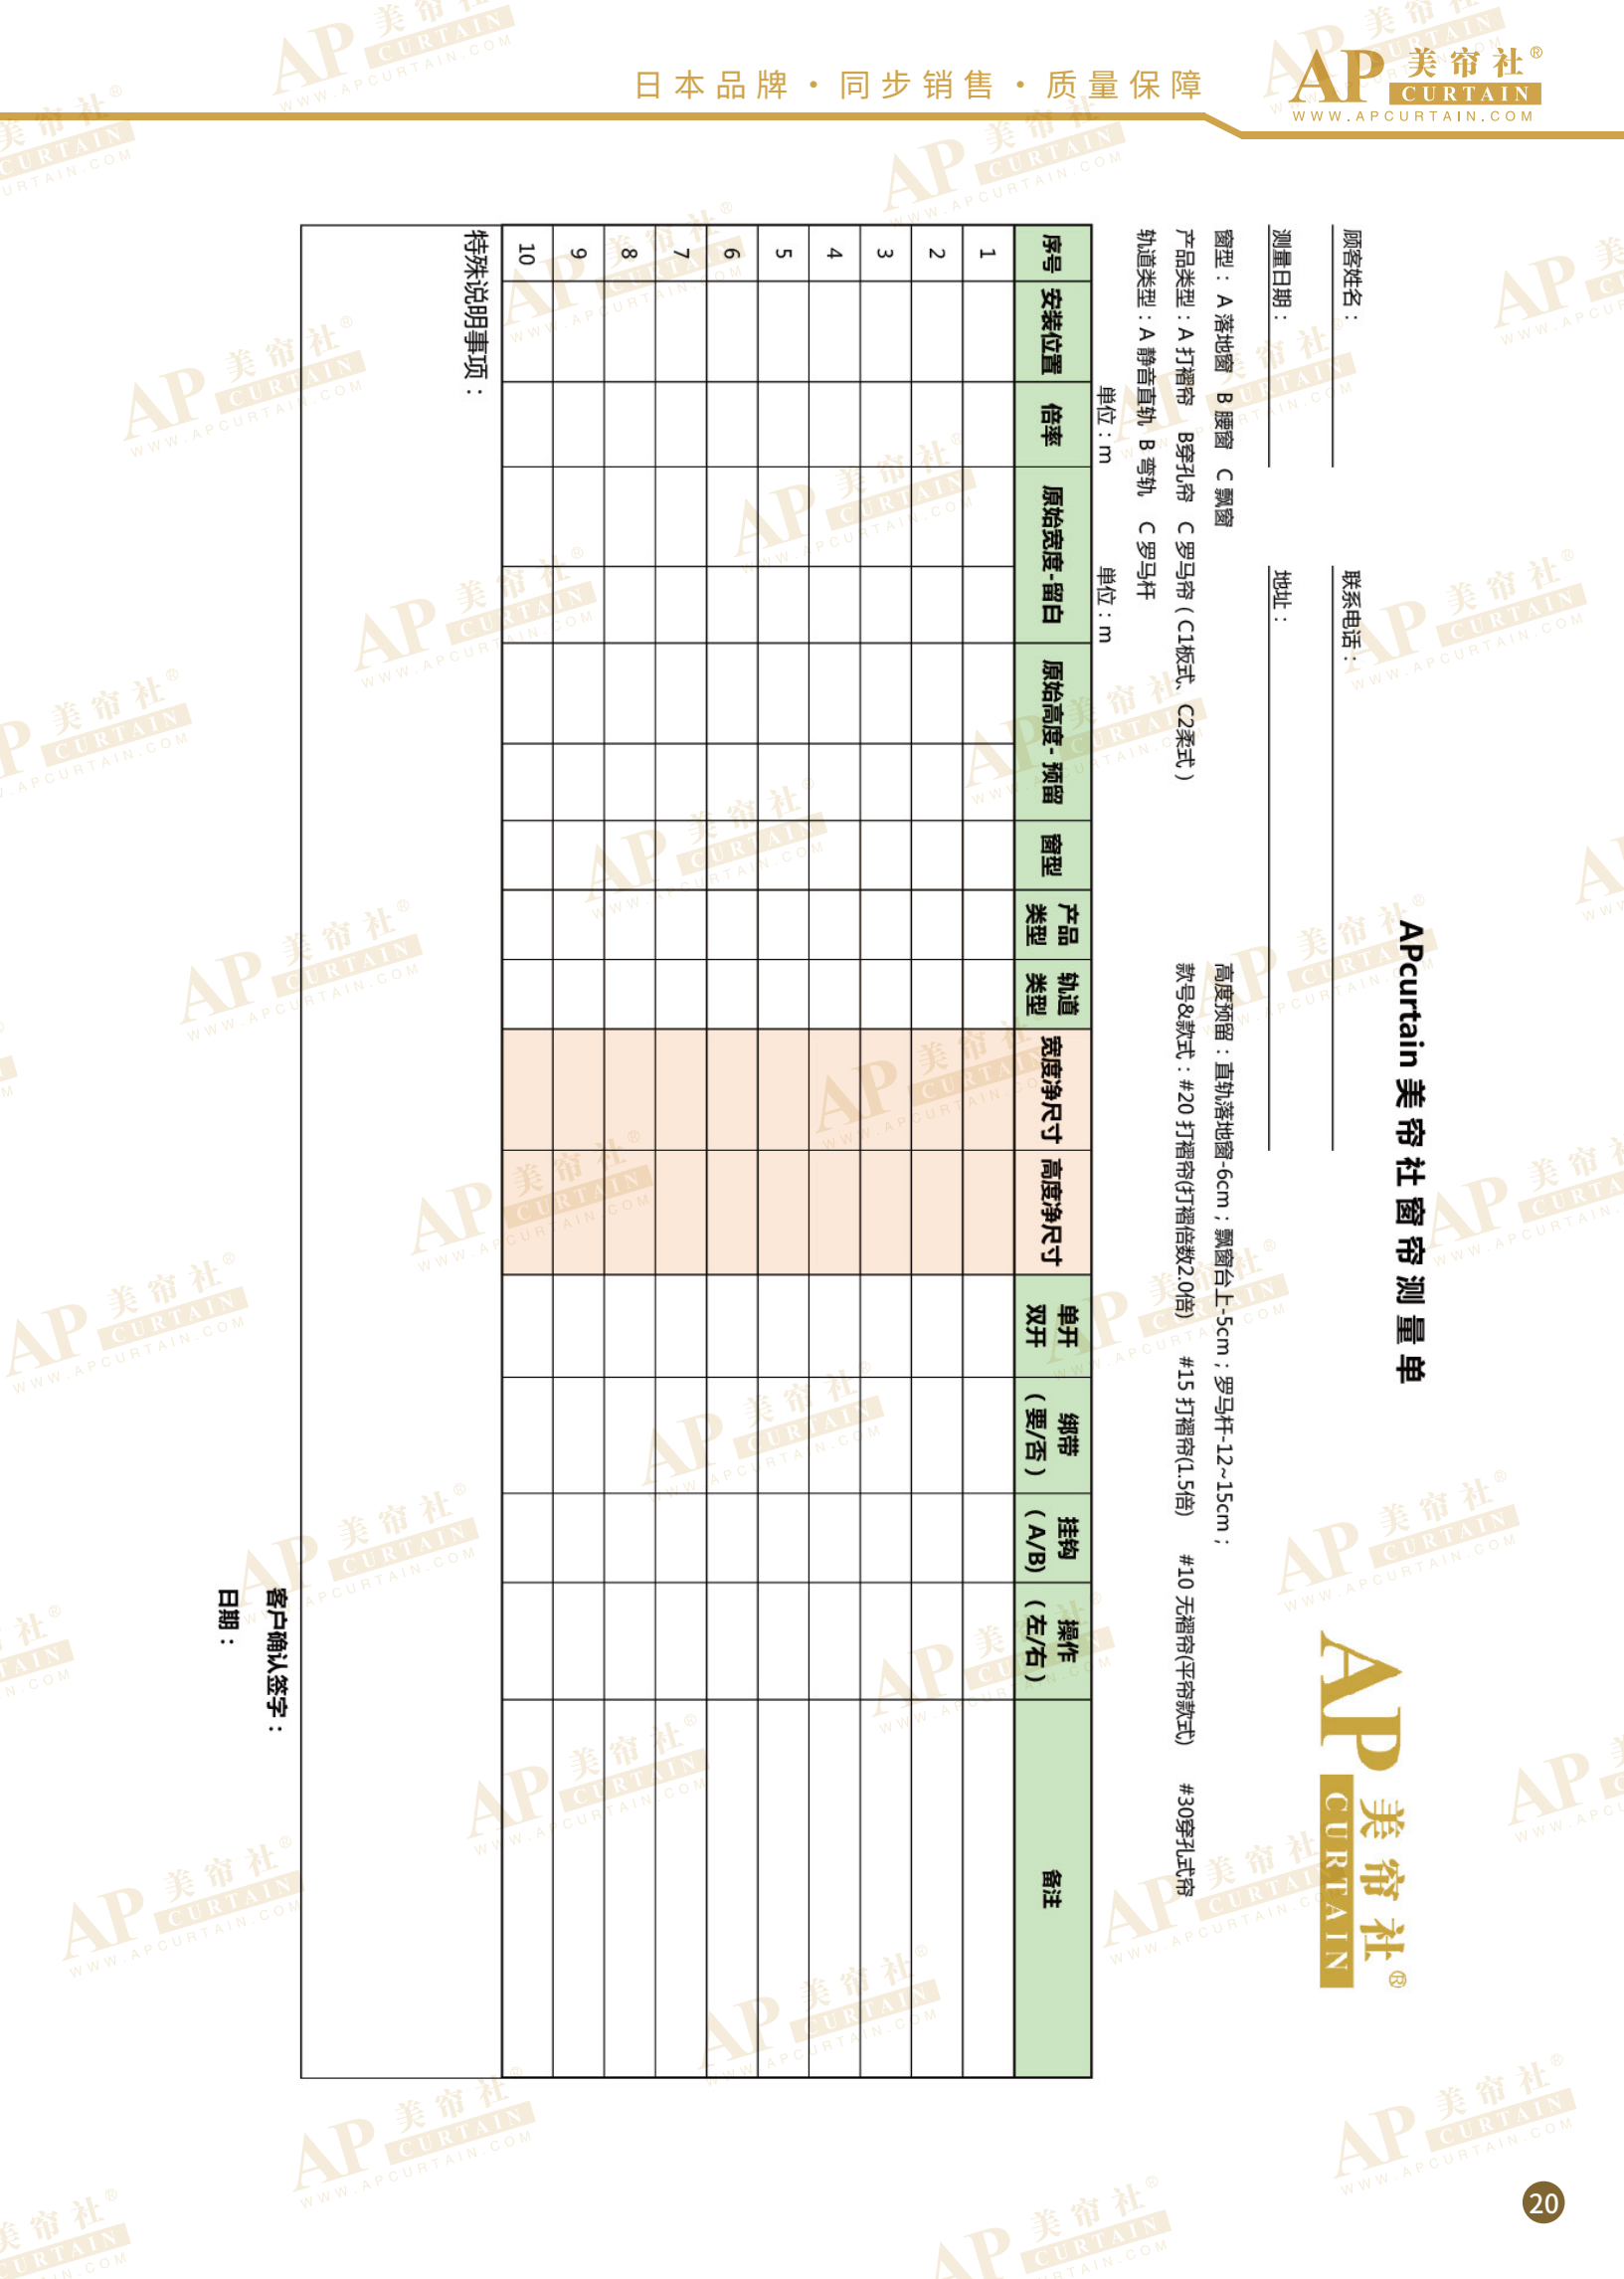 日本品牌·同步销售·质量保障
AP 美帘社®
CURTAIN
WWW.APCURTAIN.COM
APcurtain 美帘社窗帘测量单
AP 美帘社®
CURTAIN
顾客姓名：
联系电话：
测量日期：
地址：
窗型： A 落地窗 B 腰窗 C 飘窗
高度预留：直轨落地窗-6cm；飘窗台上-5cm；罗马杆-12~15cm；
产品类型：A 打褶帘 B穿孔帘 C 罗马帘（C1板式、C2柔式）
款号&款式：#20 打褶帘(打褶倍数2.0倍) #15 打褶帘(1.5倍) #10 无褶帘(平帘款式) #30穿孔式帘
轨道类型：A 静音直轨 B 弯轨 C 罗马杆
单位：m 单位：m
序号 安装位置 倍率 原始宽度-留白 原始高度- 预留 窗型 产品类型 轨道类型 宽度净尺寸 高度净尺寸 单开双开 绑带（要/否） 挂钩（A/B) 操作（左/右） 备注
1
2
3
4
5
6
7
8
9
10
特殊说明事项：
客户确认签字：
日期：
20